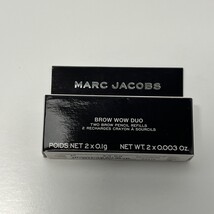 MARC JACOBS
BROW WOW DUO
TWO BROW PENCIL REFILLS
2 RECHARGES CRAYON À SOURCILS
POIDS NET 2 x 0.1g NET WT. 2 x 0.003 Oz.